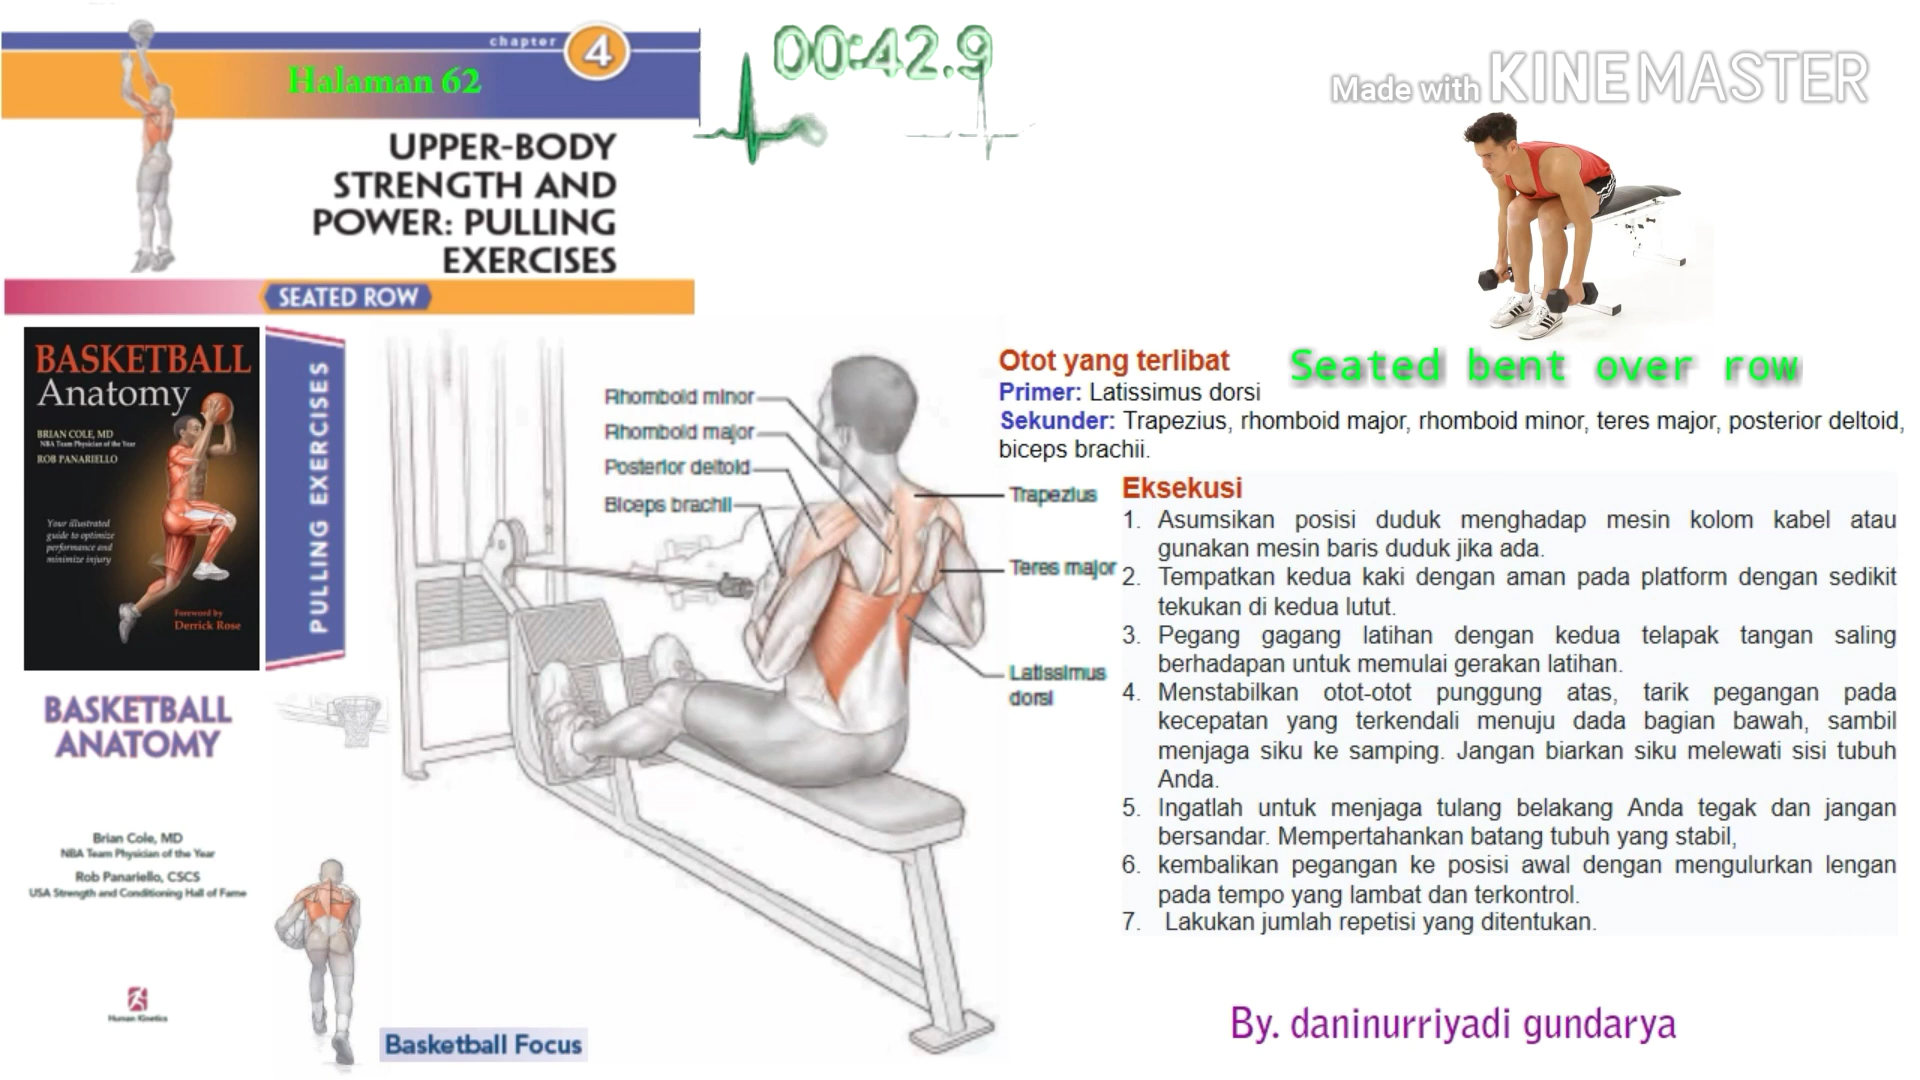 chapter 4
Halaman 62
00:42.9
Made with KINEMASTER
UPPER-BODY
STRENGTH AND
POWER: PULLING
EXERCISES
SEATED ROW
BASKETBALL
Anatomy
BRIAN COLE, MD
NBA Team Physician of the Year
ROB PANARIELLO
Your illustrated
guide to optimize
performance and
minimize injury
Foreword by
Derrick Rose
PULLING EXERCISES
BASKETBALL
ANATOMY
Brian Cole, MD
NBA Team Physician of the Year
Rob Panariello, CSCS
USA Strength and Conditioning Hall of Fame
Human Kinetics
Basketball Focus
Rhomboid minor
Rhomboid major
Posterior deltoid
Biceps brachii
Trapezius
Teres major
Latissimus
dorsi
Seated bent over row
Otot yang terlibat
Primer: Latissimus dorsi
Sekunder: Trapezius, rhomboid major, rhomboid minor, teres major, posterior deltoid,
biceps brachii.
Eksekusi
1. Asumsikan posisi duduk menghadap mesin kolom kabel atau
gunakan mesin baris duduk jika ada.
2. Tempatkan kedua kaki dengan aman pada platform dengan sedikit
tekukan di kedua lutut.
3. Pegang gagang latihan dengan kedua telapak tangan saling
berhadapan untuk memulai gerakan latihan.
4. Menstabilkan otot-otot punggung atas, tarik pegangan pada
kecepatan yang terkendali menuju dada bagian bawah, sambil
menjaga siku ke samping. Jangan biarkan siku melewati sisi tubuh
Anda.
5. Ingatlah untuk menjaga tulang belakang Anda tegak dan jangan
bersandar. Mempertahankan batang tubuh yang stabil,
6. kembalikan pegangan ke posisi awal dengan mengulurkan lengan
pada tempo yang lambat dan terkontrol.
7. Lakukan jumlah repetisi yang ditentukan.
By. daninurriyadi gundarya